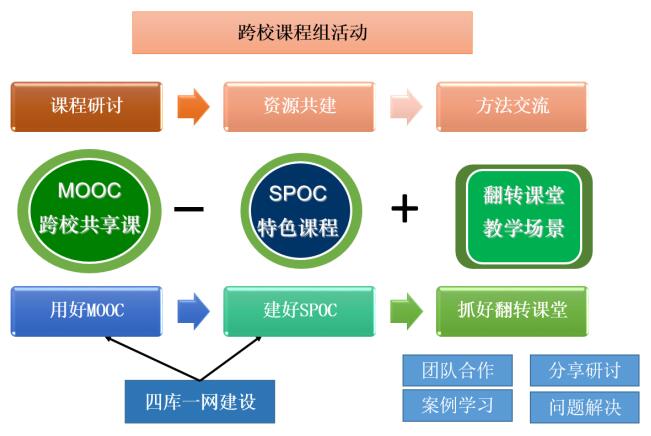 跨校课程组活动
课程研讨
资源共建
方法交流
MOOC
跨校共享课
−
SPOC
特色课程
+
翻转课堂
教学场景
用好MOOC
建好SPOC
抓好翻转课堂
四库一网建设
团队合作
分享研讨
案例学习
问题解决